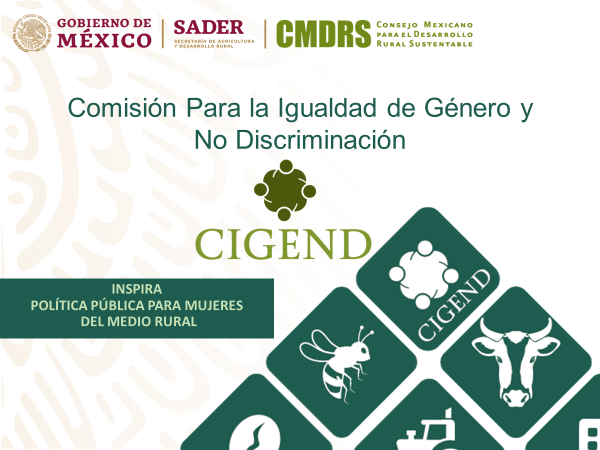 GOBIERNO DE
MÉXICO
SADER
SECRETARÍA DE AGRICULTURA
Y DESARROLLO RURAL
CMDRS
CONSEJO MEXICANO
PARA EL DESARROLLO
RURAL SUSTENTABLE
Comisión Para la Igualdad de Género y
No Discriminación
CIGEND
INSPIRA
POLÍTICA PÚBLICA PARA MUJERES
DEL MEDIO RURAL
CIGEND